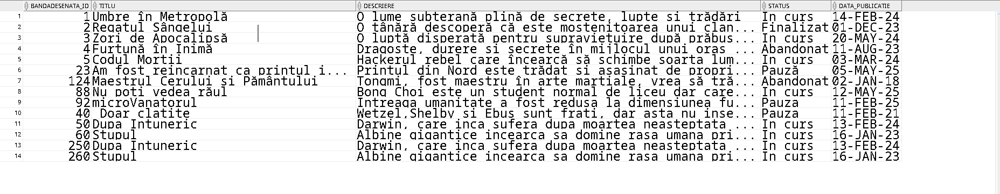 BANDADESENATA_ID TITLU DESCRIERE STATUS DATA_PUBLICATIE
1 1 Umbre în Metropolă O lume subterană plină de secrete, lupte si trădări In curs 14-FEB-24
2 2 Regatul Sângelui O tânără descoperă că este mostenitoarea unui clan... Finalizat 01-DEC-23
3 3 Zori de Apocalipsă O luptă disperată pentru supravietuire după prăbus... In curs 20-MAY-24
4 4 Furtună în Inimă Dragoste, durere si secrete în mijlocul unui oras ... Abandonat 11-AUG-23
5 5 Codul Mortii Hackerul rebel care încearcă să schimbe soarta lum... In curs 03-MAR-24
6 23 Am fost reincarnat ca printul i... Printul din Nord este trădat si asasinat de propri... Pauză 05-MAY-25
7 124 Maestrul Cerului si Pământului Tongmi, fost maestru în arte martiale, vrea să tră... Abandonat 02-JAN-18
8 88 Nu poti vedea răul Bong Choi este un student normal de liceu dar care... In curs 12-MAY-25
9 92 microVanatorul Intreaga umanitate a fost redusa la dimensiunea fu... Pauza 11-FEB-25
10 40 Doar clatite Wetzel,Shelby si Ebus sunt frati, dar asta nu inse... Pauza 11-FEB-21
11 50 Dupa Intuneric Darwin, care inca sufera dupa moartea neasteptata ... In curs 13-FEB-24
12 60 Stupul Albine gigantice incearca sa domine rasa umana pri... In curs 16-JAN-23
13 250 Dupa Intuneric Darwin, care inca sufera dupa moartea neasteptata ... In curs 13-FEB-24
14 260 Stupul Albine gigantice incearca sa domine rasa umana pri... In curs 16-JAN-23